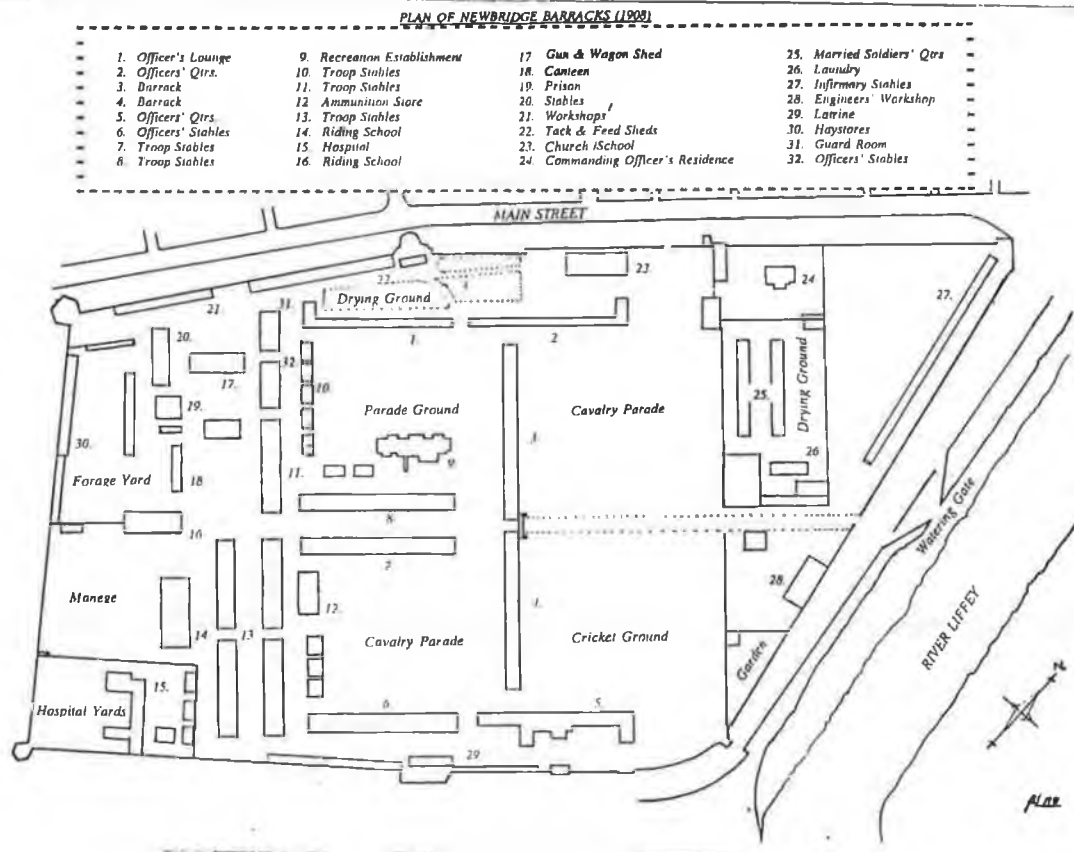 PLAN OF NEWBRIDGE BARRACKS (1908)
1. Officer's Lounge
2. Officers' Qtrs.
3. Barrack
4. Barrack
5. Officers' Qtrs.
6. Officers' Stables
7. Troop Stables
8. Troop Stables
9. Recreation Establishment
10. Troop Stables
11. Troop Stables
12 Ammunition Store
13. Troop Stables
14. Riding School
15. Hospital
16. Riding School
17 Gun & Wagon Shed
18. Canteen
19. Prison
20. Stables
21. Workshops
22. Tack & Feed Sheds
23. Church /School
24. Commanding Officer's Residence
25. Married Soldiers' Qtrs
26. Laundry
27. Infirmary Stables
28. Engineers' Workshop
29. Latrine
30. Haystores
31. Guard Room
32. Officers' Stables
MAIN STREET
22.
23.
24
Drying Ground
27.
21.
31.
20.
1.
2.
32.
17.
10.
Drying Ground
25.
19.
Parade Ground
Cavalry Parade
3.
30.
9.
11.
26
Forage Yard
18
8.
16
Watering Gate
7.
28.
12.
Manege
14
13
Cavalry Parade
Cricket Ground
RIVER LIFFEY
Garden
15.
Hospital Yards
6.
5.
29
N